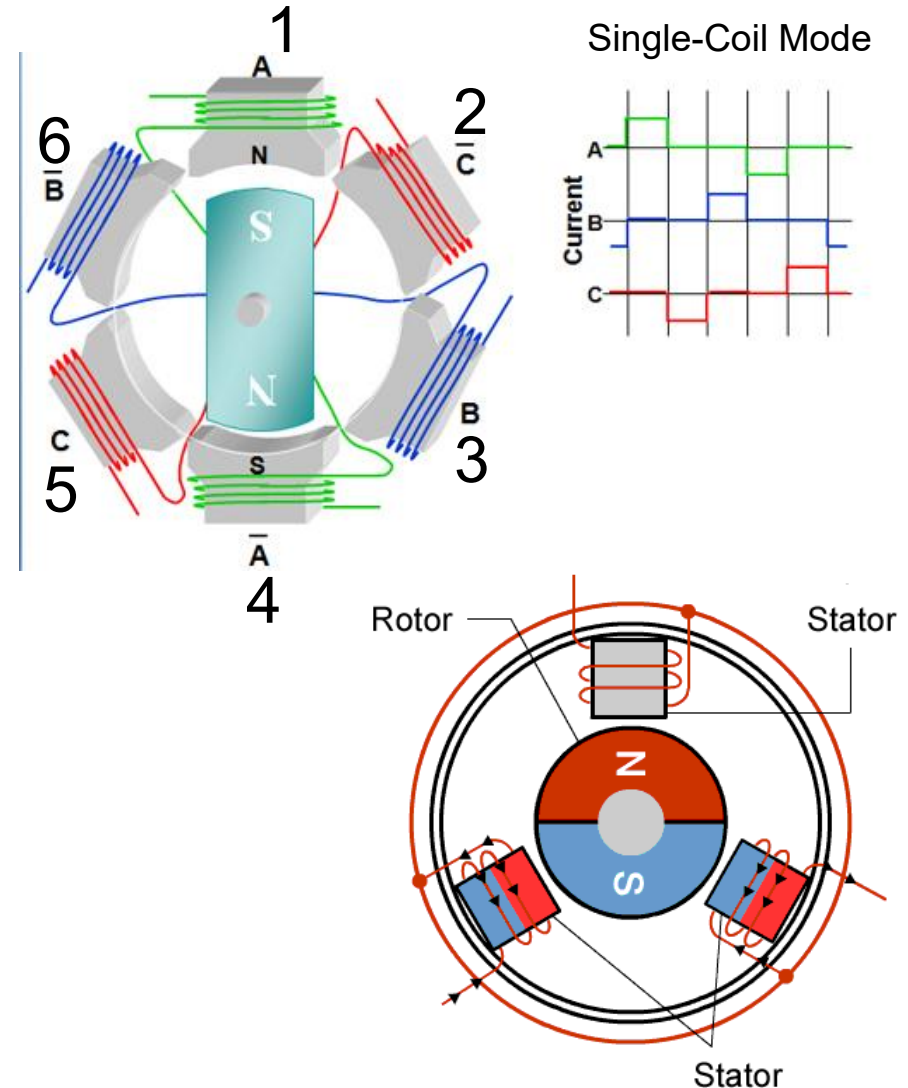 1
Single-Coil Mode
A
2
C̅
6
B̅
N
A
S
B
Current
C
N
B
3
C
5
S
A̅
4
Rotor
Stator
N
S
Stator